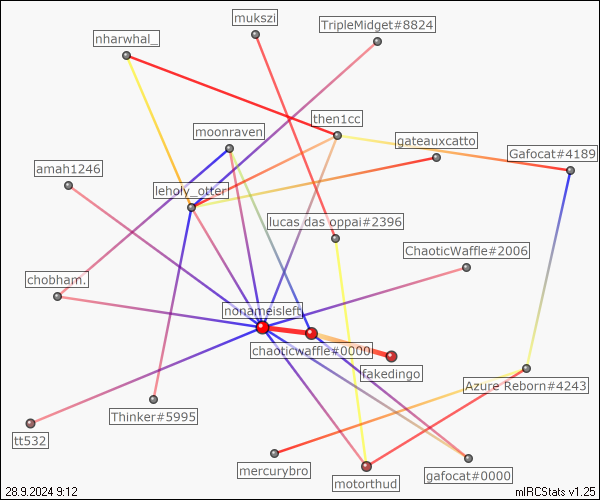 mukszi
TripleMidget#8824
nharwhal_
then1cc
moonraven
gateauxcatto
Gafocat#4189
amah1246
leholy_otter
lucas das oppai#2396
ChaoticWaffle#2006
chobham.
nonameisleft
chaoticwaffle#0000
fakedingo
Azure Reborn#4243
Thinker#5995
tt532
mercurybro
motorthud
gafocat#0000
28.9.2024 9:12
mIRCStats v1.25